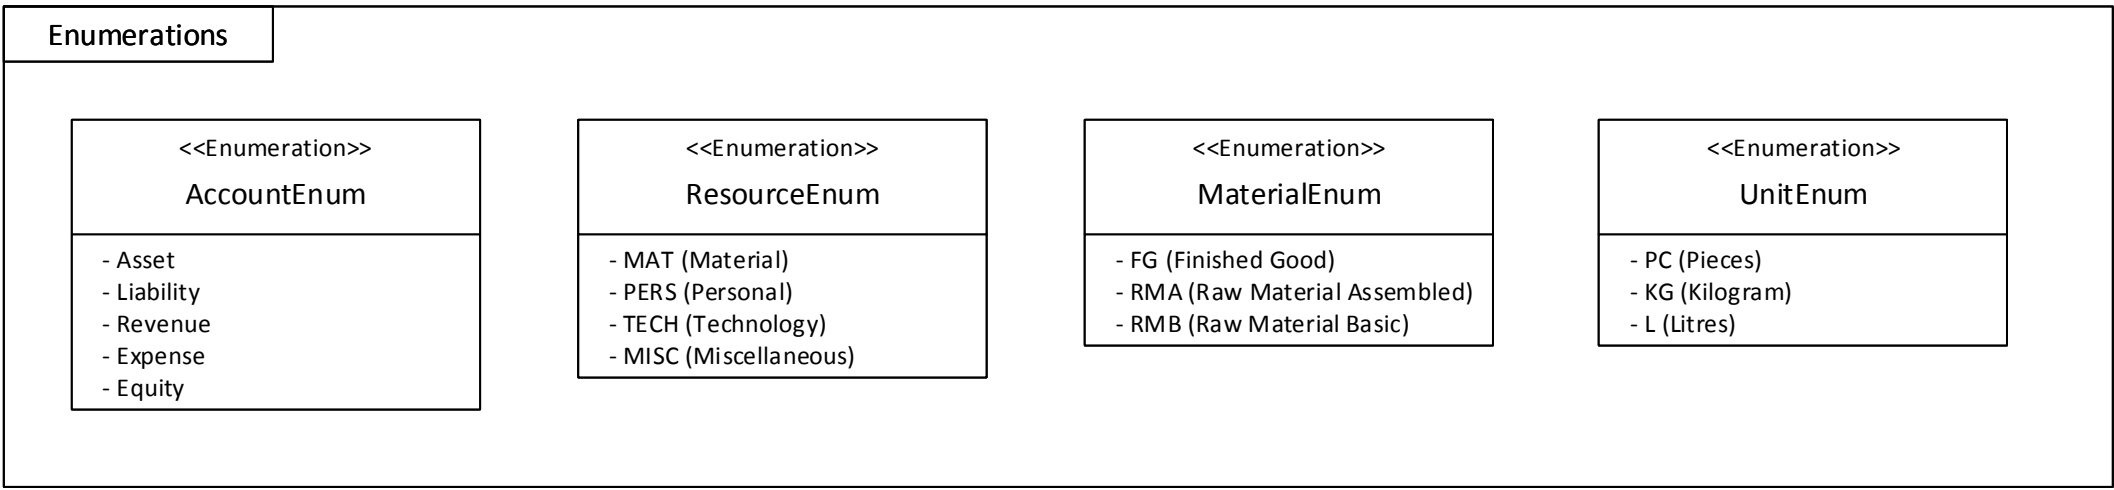 Enumerations
<<Enumeration>>
AccountEnum
- Asset
- Liability
- Revenue
- Expense
- Equity
<<Enumeration>>
ResourceEnum
- MAT (Material)
- PERS (Personal)
- TECH (Technology)
- MISC (Miscellaneous)
<<Enumeration>>
MaterialEnum
- FG (Finished Good)
- RMA (Raw Material Assembled)
- RMB (Raw Material Basic)
<<Enumeration>>
UnitEnum
- PC (Pieces)
- KG (Kilogram)
- L (Litres)